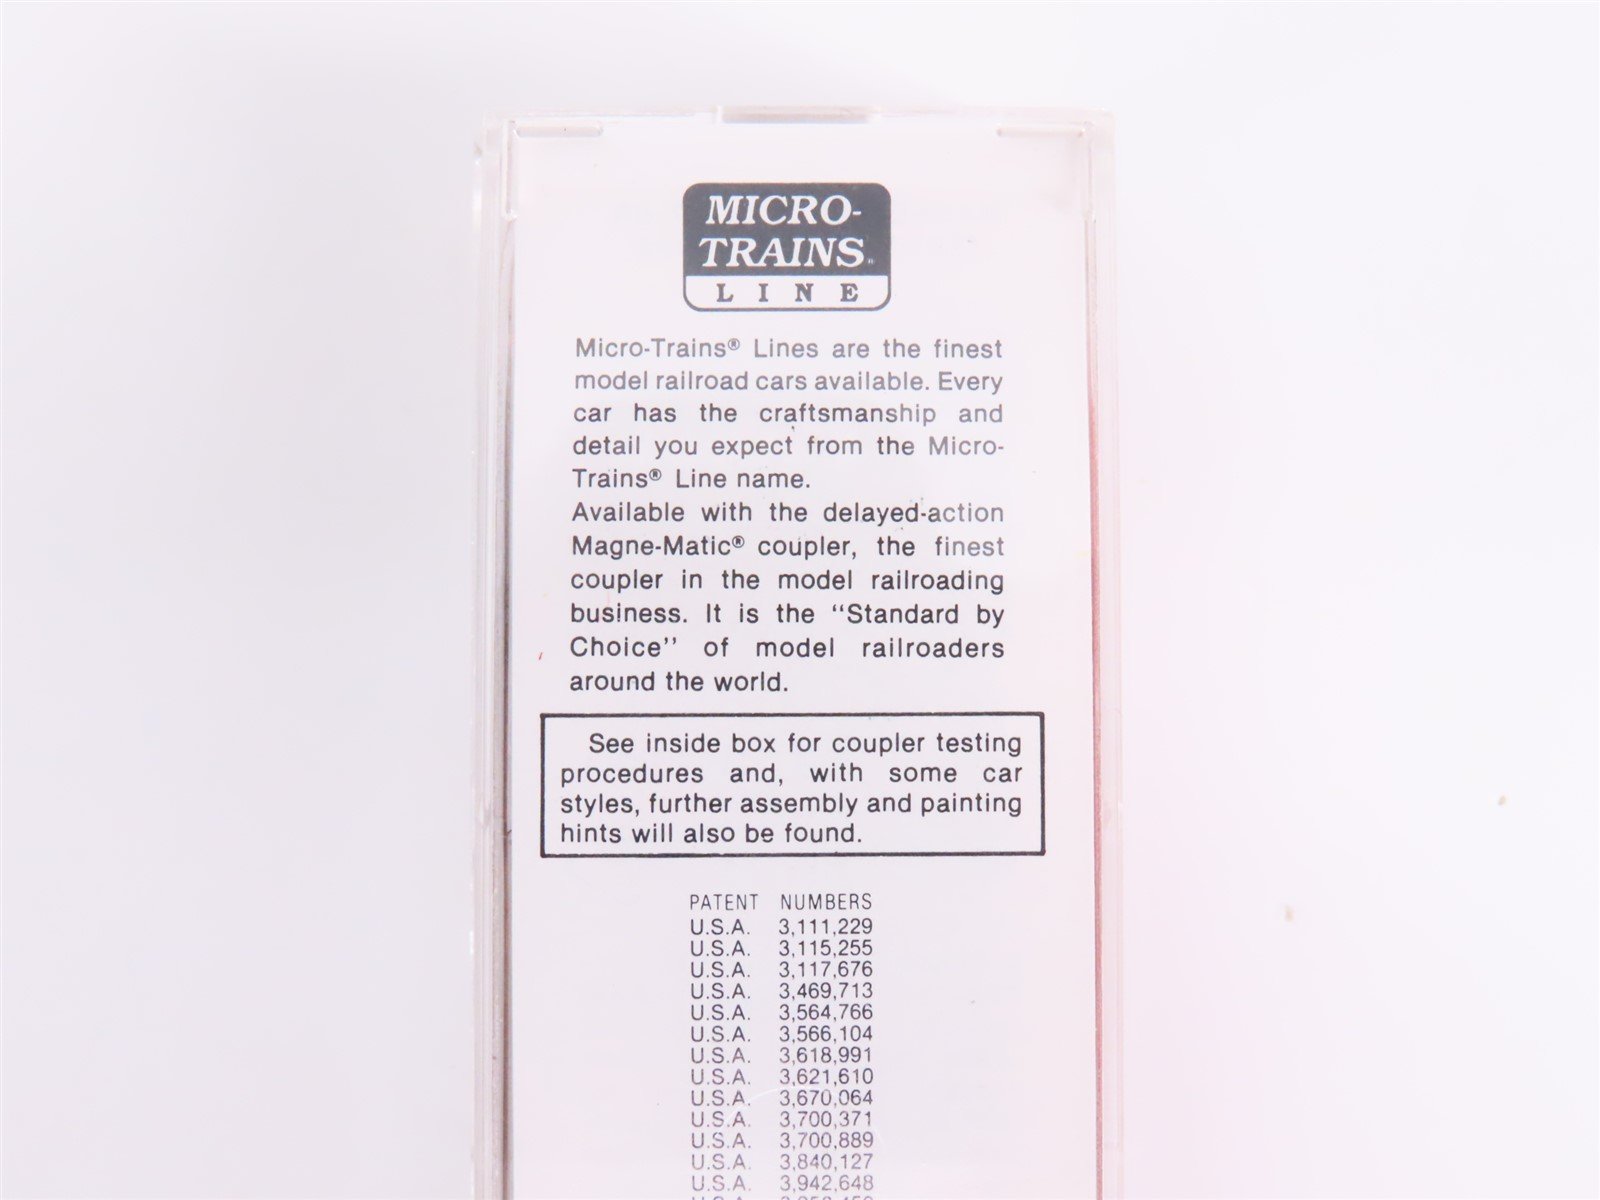 MICRO-
TRAINS
LINE
Micro-Trains® Lines are the finest
model railroad cars available. Every
car has the craftsmanship and
detail you expect from the Micro-
Trains® Line name.
Available with the delayed-action
Magne-Matic® coupler, the finest
coupler in the model railroading
business. It is the "Standard by
Choice" of model railroaders
around the world.
See inside box for coupler testing
procedures and, with some car
styles, further assembly and painting
hints will also be found.
PATENT NUMBERS
U.S.A. 3,111,229
U.S.A. 3,115,255
U.S.A. 3,117,676
U.S.A. 3,469,713
U.S.A. 3,564,766
U.S.A. 3,566,104
U.S.A. 3,618,991
U.S.A. 3,621,610
U.S.A. 3,670,064
U.S.A. 3,700,371
U.S.A. 3,700,889
U.S.A. 3,840,127
U.S.A. 3,942,648